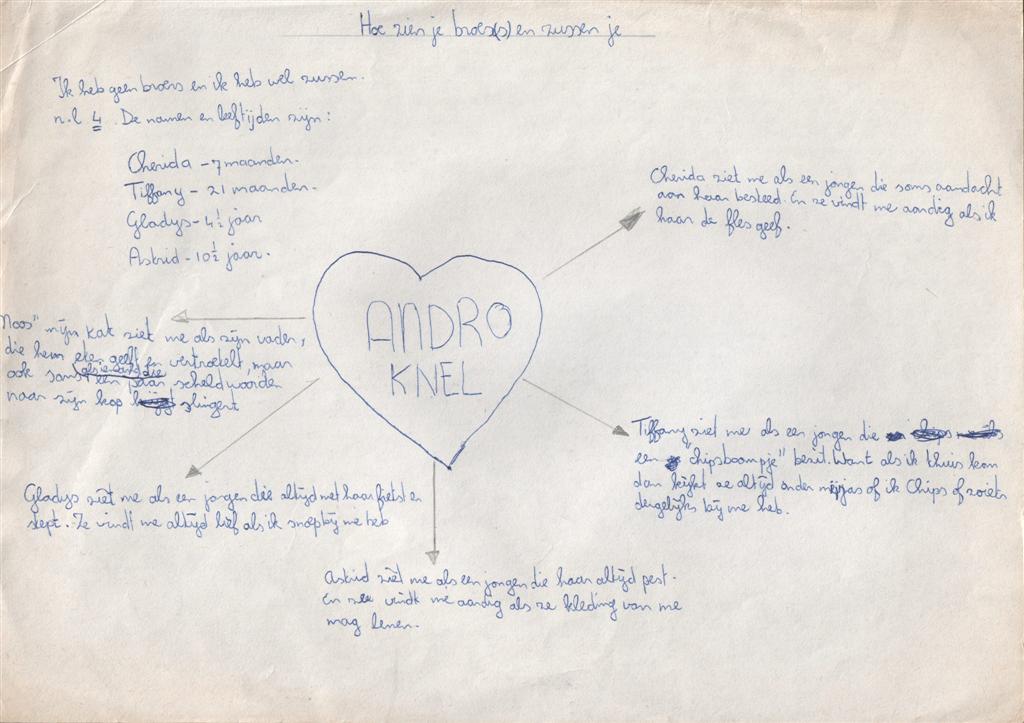 Hoe zien je broer(s) en zussen je
Ik heb geen broers en ik heb wel zussen.
n.l 4. De namen en leeftijden zijn:
Cherida - 7 maanden.
Tiffany - 21 maanden.
Gladys - 4½ jaar
Astrid - 10½ jaar.
Cherida ziet me als een jongen die soms aandacht
aan haar besteed. En ze vindt me aardig als ik
haar de fles geef.
ANDRO
KNEL
Noos" mijn kat ziet me als zijn vader,
die hem eten geeft en vertroetelt, maar
ook soms een paar scheldwoorden
naar zijn kop slingert
Tiffany ziet me als een jongen die
een "chipsboompje" bezit. Want als ik thuis kom
dan kijkt ze altijd onder mijn jas of ik Chips of zoiets
dergelijks bij me heb.
Gladys ziet me als een jongen die altijd met haar fietst en
stept. Ze vindt me altijd lief als ik snoep bij me heb
Astrid ziet me als een jongen die haar altijd pest.
En ze vindt me aardig als ze kleding van me
mag lenen.